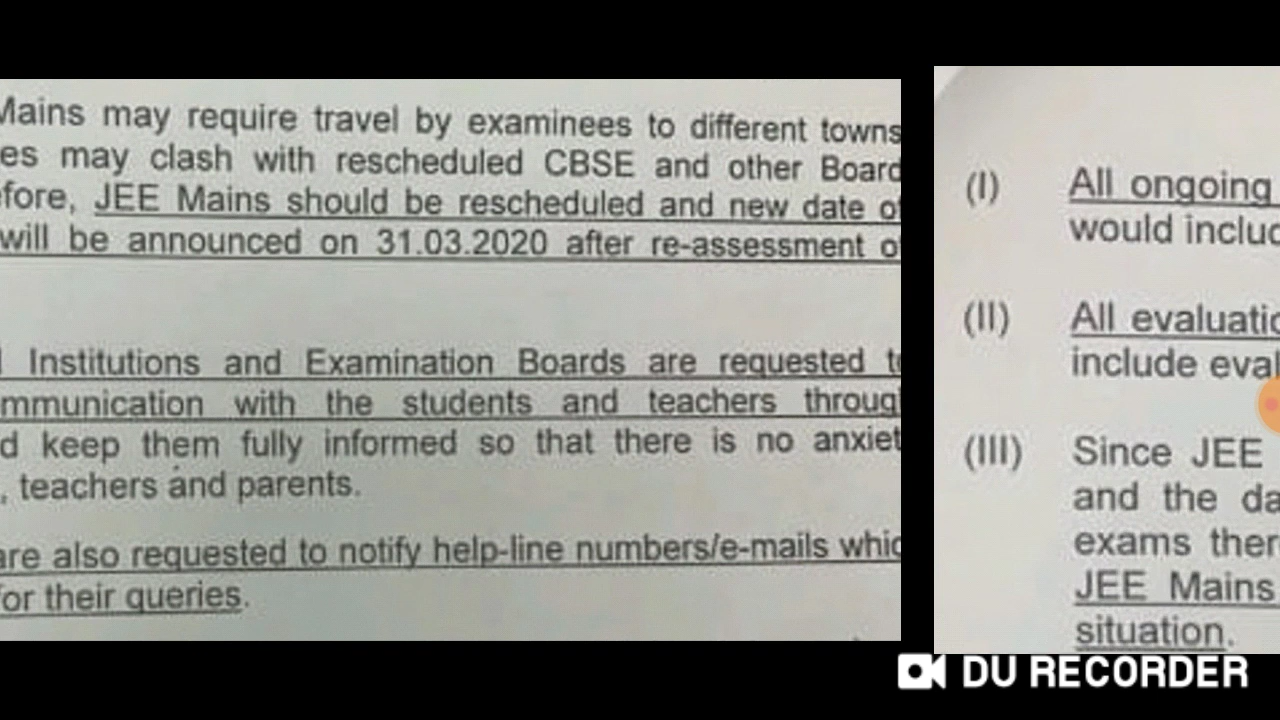 Mains may require travel by examinees to different towns
es may clash with rescheduled CBSE and other Board
efore, JEE Mains should be rescheduled and new date of
will be announced on 31.03.2020 after re-assessment of
Institutions and Examination Boards are requested to
mmunication with the students and teachers throug
d keep them fully informed so that there is no anxiet
, teachers and parents.
are also requested to notify help-line numbers/e-mails whic
for their queries.
(I) All ongoing
would includ
(II) All evaluatio
include eval
(III) Since JEE
and the da
exams ther
JEE Mains
situation.
DU RECORDER